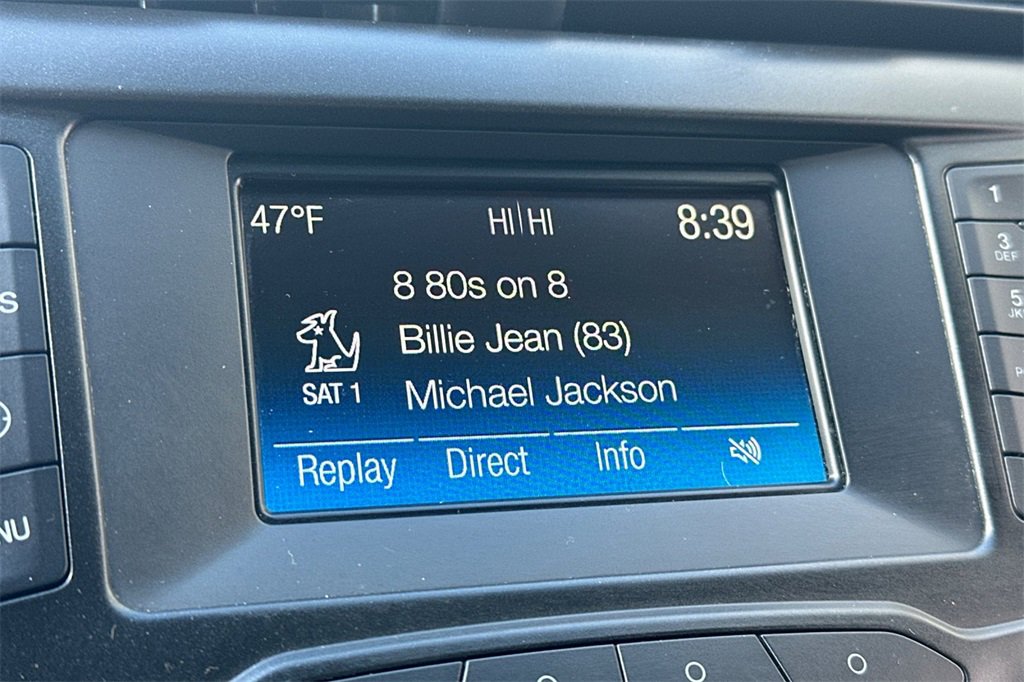 47°F HI|HI 8:39
8 80s on 8
Billie Jean (83)
SAT 1 Michael Jackson
Replay Direct Info
1
3
DEF
5
S
NU